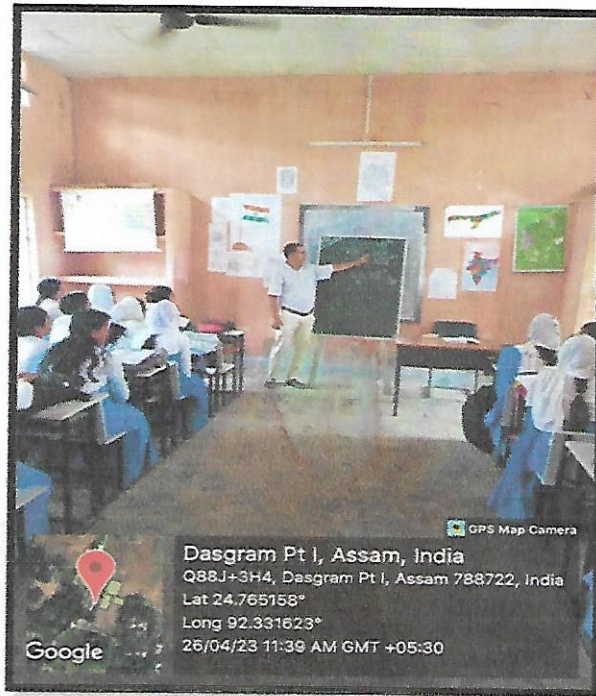 GPS Map Camera
Dasgram Pt I, Assam, India
Q88J+3H4, Dasgram Pt I, Assam 788722, India
Lat 24.765158°
Long 92.331623°
26/04/23 11:39 AM GMT +05:30
Google